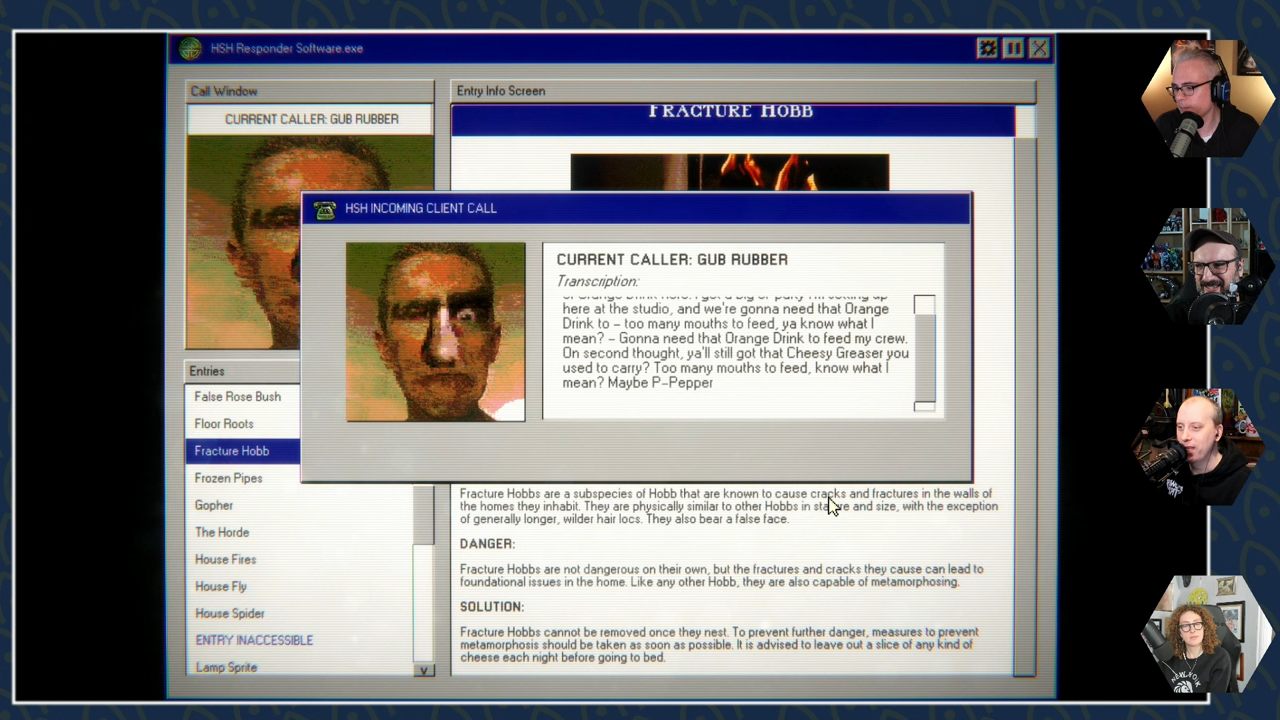 HSH Responder Software.exe
Call Window
CURRENT CALLER: GUB RUBBER
Entries
False Rose Bush
Floor Roots
Fracture Hobb
Frozen Pipes
Gopher
The Horde
House Fires
House Fly
House Spider
ENTRY INACCESSIBLE
Lamp Sprite
Entry Info Screen
FRACTURE HOBB
HSH INCOMING CLIENT CALL
CURRENT CALLER: GUB RUBBER
Transcription:
here at the studio, and we're gonna need that Orange
Drink to - too many mouths to feed, ya know what I
mean? - Gonna need that Orange Drink to feed my crew.
On second thought, ya'll still got that Cheesy Greaser you
used to carry? Too many mouths to feed, know what I
mean? Maybe P-Pepper
Fracture Hobbs are a subspecies of Hobb that are known to cause cracks and fractures in the walls of
the homes they inhabit. They are physically similar to other Hobbs in stature and size, with the exception
of generally longer, wilder hair locs. They also bear a false face.
DANGER:
Fracture Hobbs are not dangerous on their own, but the fractures and cracks they cause can lead to
foundational issues in the home. Like any other Hobb, they are also capable of metamorphosing.
SOLUTION:
Fracture Hobbs cannot be removed once they nest. To prevent further danger, measures to prevent
metamorphosis should be taken as soon as possible. It is advised to leave out a slice of any kind of
cheese each night before going to bed.